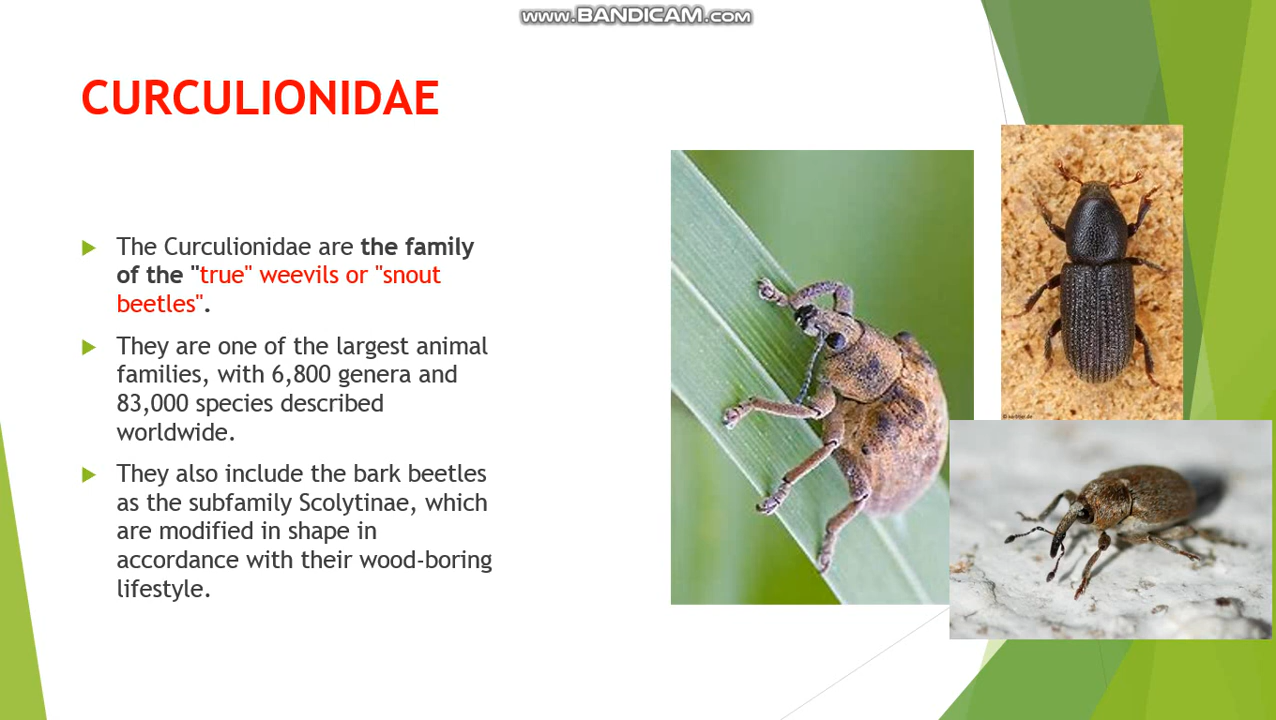 www.BANDICAM.com
CURCULIONIDAE
The Curculionidae are the family
of the "true" weevils or "snout
beetles".
They are one of the largest animal
families, with 6,800 genera and
83,000 species described
worldwide.
They also include the bark beetles
as the subfamily Scolytinae, which
are modified in shape in
accordance with their wood-boring
lifestyle.